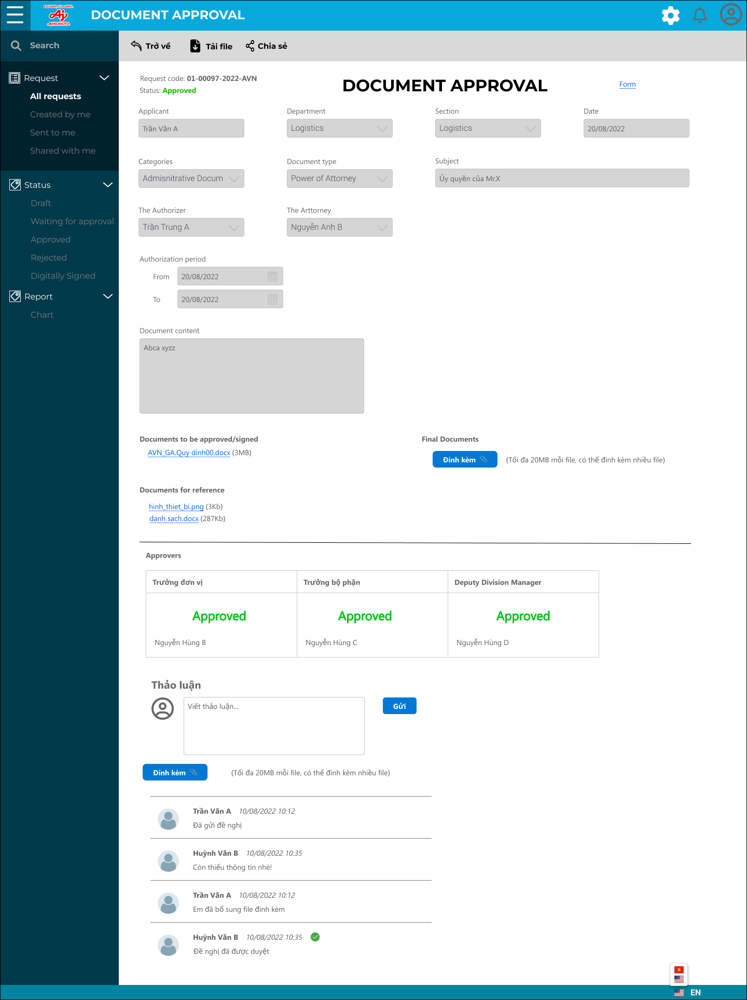 Eat Well, Live Well.
AJINOMOTO
DOCUMENT APPROVAL
Search
Trở về
Tải file
Chia sẻ
Request
All requests
Created by me
Sent to me
Shared with me
Status
Draft
Waiting for approval
Approved
Rejected
Digitally Signed
Report
Chart
Request code: 01-00097-2022-AVN
Status: Approved
DOCUMENT APPROVAL
Form
Applicant
Department
Section
Date
Trần Văn A
Logistics
Logistics
20/08/2022
Categories
Document type
Subject
Admisnitrative Docum
Power of Attorney
Ủy quyền của Mr.X
The Authorizer
The Arttorney
Trần Trung A
Nguyễn Anh B
Authorization period
From
20/08/2022
To
20/08/2022
Document content
Abca xyzz
Documents to be approved/signed
Final Documents
AVN_GA.Quy dinh00.docx (3MB)
Đính kèm
(Tối đa 20MB mỗi file, có thể đính kèm nhiều file)
Documents for reference
hinh_thiet_bi.png (3Kb)
danh sach.docx (287Kb)
Approvers
Trưởng đơn vị
Trưởng bộ phận
Deputy Division Manager
Approved
Approved
Approved
Nguyễn Hùng B
Nguyễn Hùng C
Nguyễn Hùng D
Thảo luận
Viết thảo luận...
Gửi
Đính kèm
(Tối đa 20MB mỗi file, có thể đính kèm nhiều file)
Trần Văn A 10/08/2022 10:12
Đã gửi đề nghị
Huỳnh Văn B 10/08/2022 10:35
Còn thiếu thông tin nhé!
Trần Văn A 10/08/2022 10:12
Em đã bổ sung file đính kèm
Huỳnh Văn B 10/08/2022 10:35
Đề nghị đã được duyệt
EN